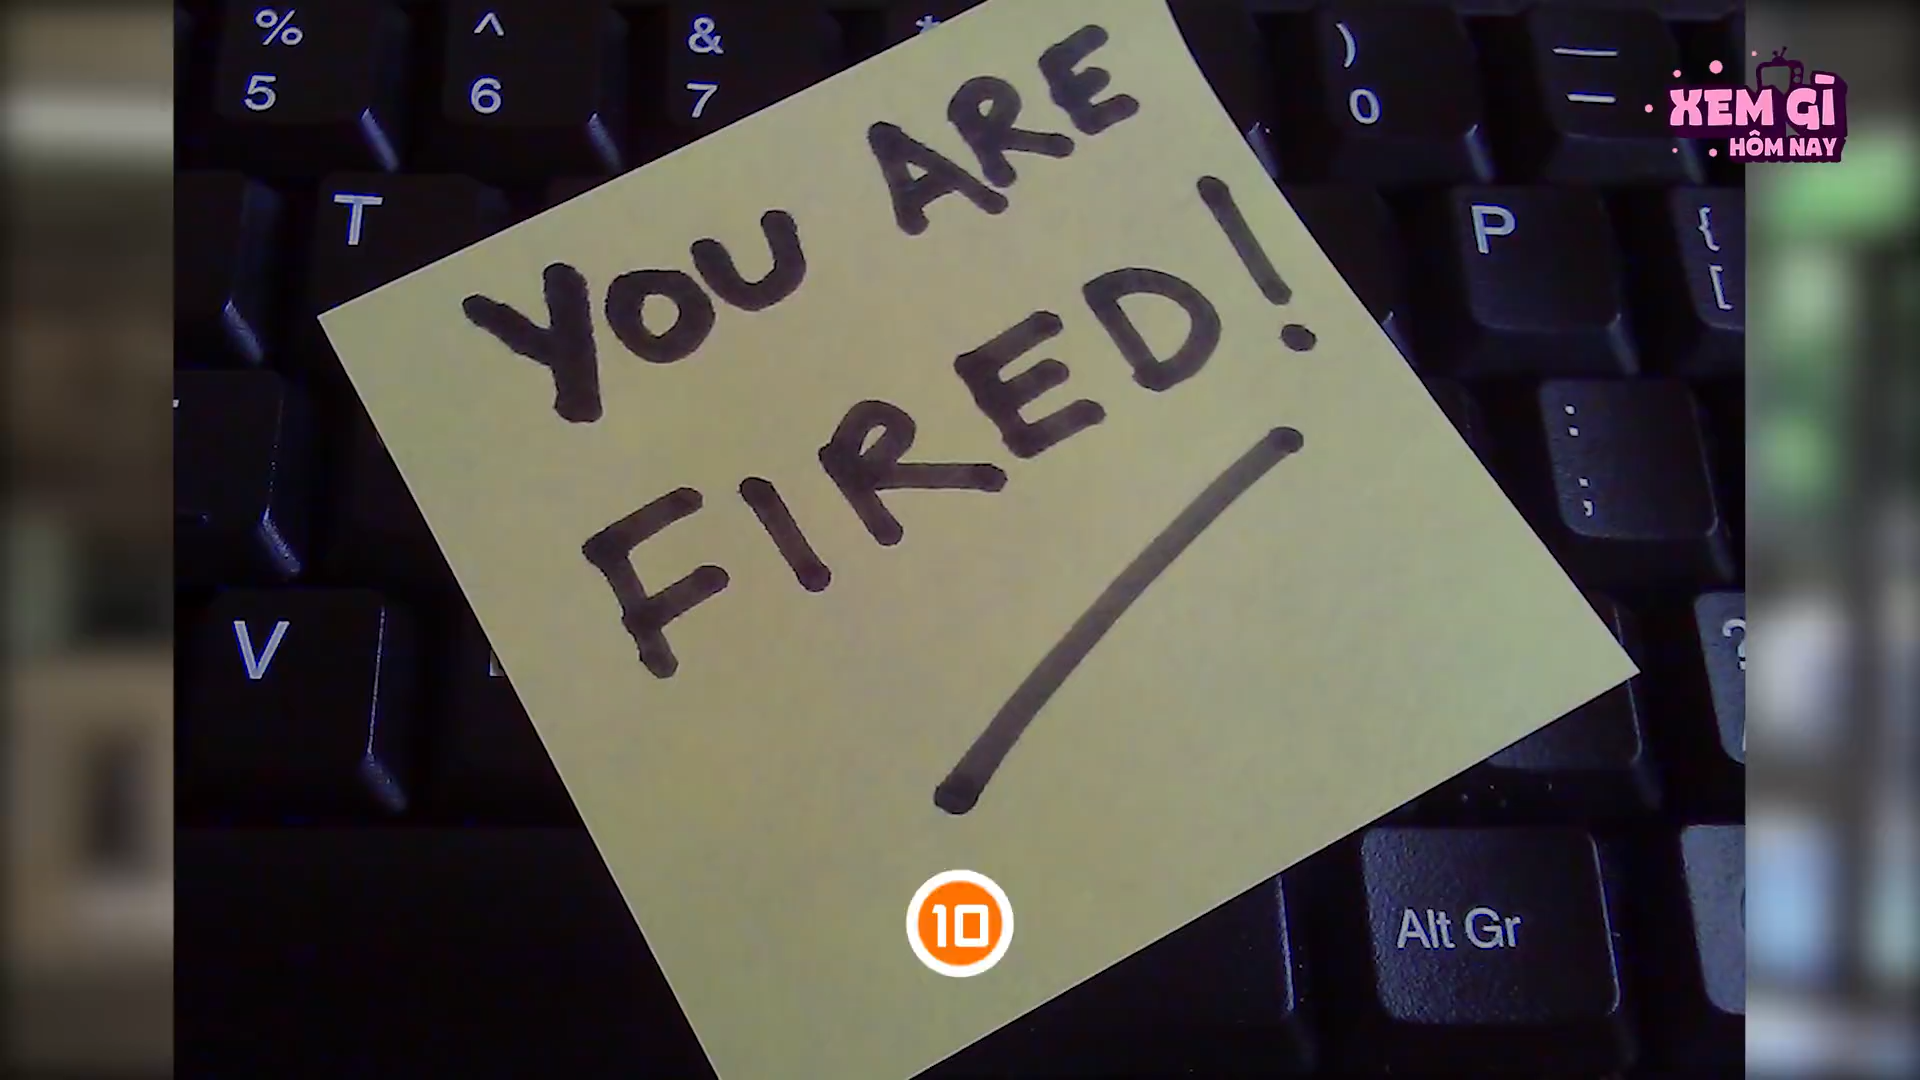 % ^ & * ) —
5 6 7 0 –
T P {
[
:
;
V ?
Alt Gr
YOU ARE
FIRED!
10
XEM GÌ
HÔM NAY